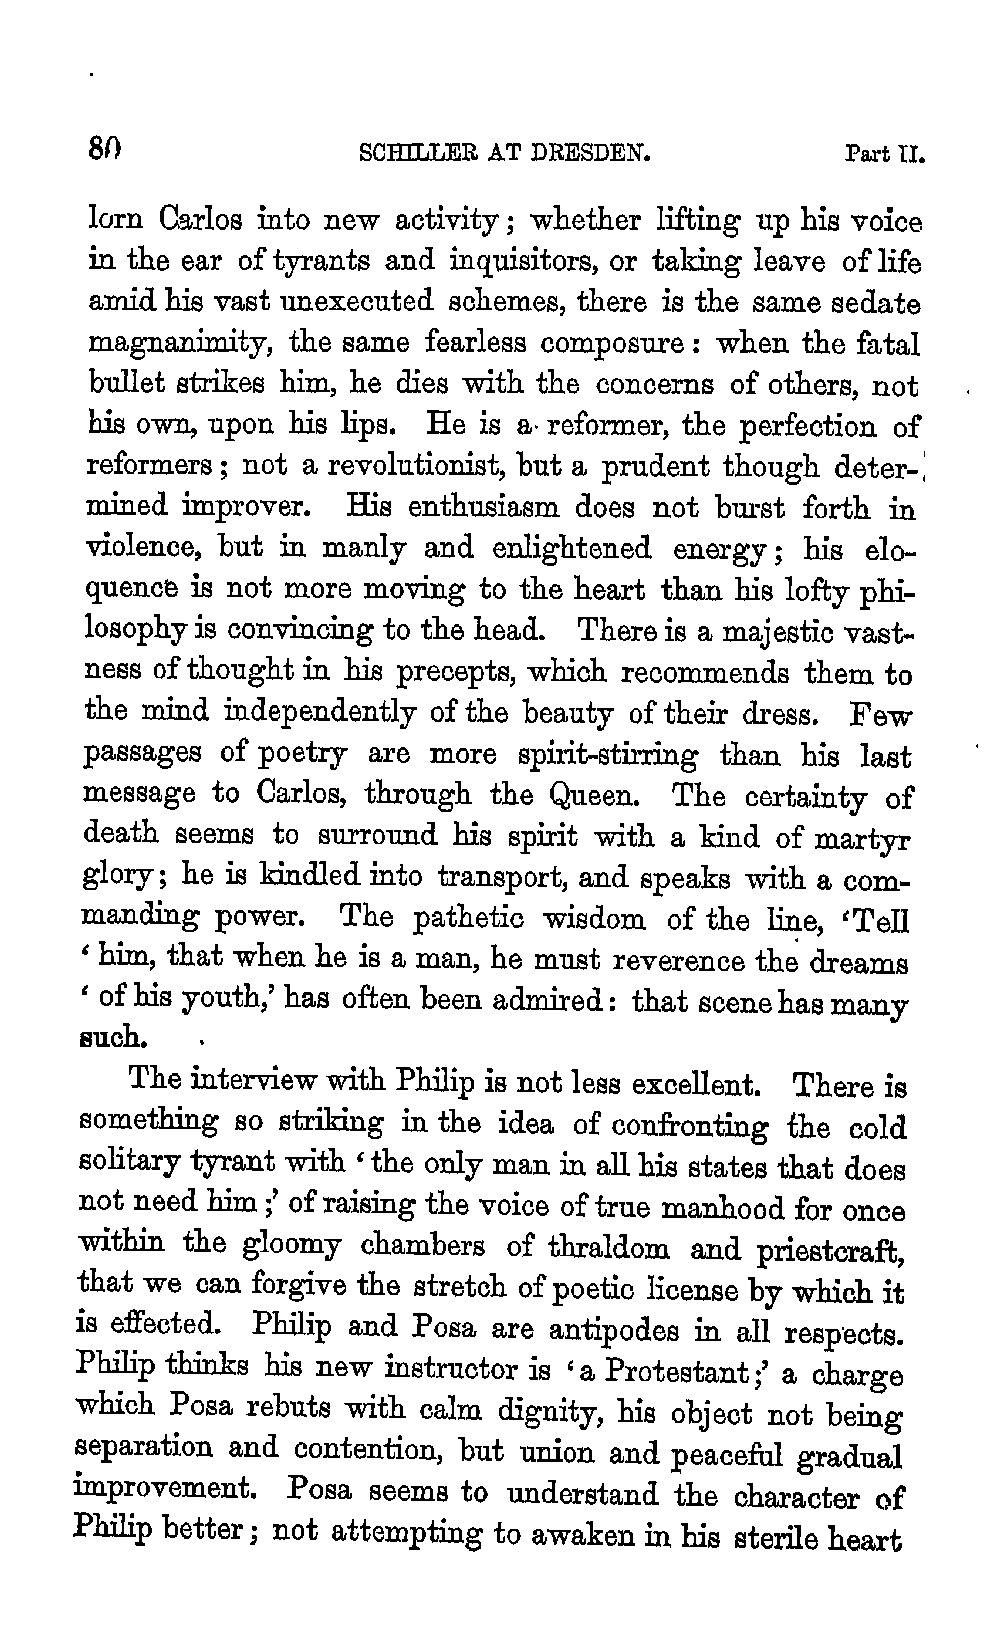 80 SCHILLER AT DRESDEN. Part II.
lorn Carlos into new activity; whether lifting up his voice
in the ear of tyrants and inquisitors, or taking leave of life
amid his vast unexecuted schemes, there is the same sedate
magnanimity, the same fearless composure: when the fatal
bullet strikes him, he dies with the concerns of others, not
his own, upon his lips. He is a reformer, the perfection of
reformers; not a revolutionist, but a prudent though deter-
mined improver. His enthusiasm does not burst forth in
violence, but in manly and enlightened energy; his elo-
quence is not more moving to the heart than his lofty phi-
losophy is convincing to the head. There is a majestic vast-
ness of thought in his precepts, which recommends them to
the mind independently of the beauty of their dress. Few
passages of poetry are more spirit-stirring than his last
message to Carlos, through the Queen. The certainty of
death seems to surround his spirit with a kind of martyr
glory; he is kindled into transport, and speaks with a com-
manding power. The pathetic wisdom of the line, ‘Tell
‘ him, that when he is a man, he must reverence the dreams
‘ of his youth,’ has often been admired: that scene has many
such.
The interview with Philip is not less excellent. There is
something so striking in the idea of confronting the cold
solitary tyrant with ‘ the only man in all his states that does
not need him ;’ of raising the voice of true manhood for once
within the gloomy chambers of thraldom and priestcraft,
that we can forgive the stretch of poetic license by which it
is effected. Philip and Posa are antipodes in all respects.
Philip thinks his new instructor is ‘ a Protestant;’ a charge
which Posa rebuts with calm dignity, his object not being
separation and contention, but union and peaceful gradual
improvement. Posa seems to understand the character of
Philip better; not attempting to awaken in his sterile heart